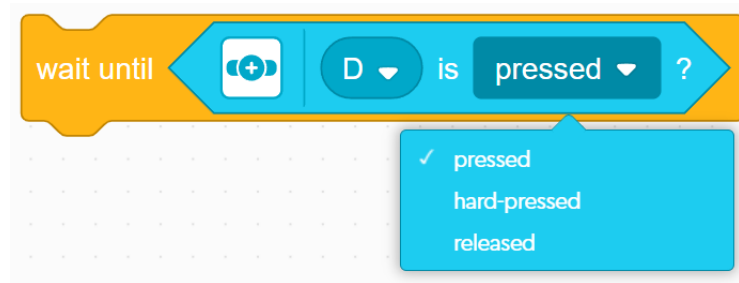 wait until D is pressed ?
pressed
hard-pressed
released